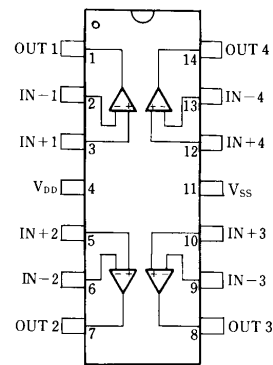 OUT 1 1 14 OUT 4
IN−1 2 13 IN−4
− + + −
IN+1 3 12 IN+4
VDD 4 11 VSS
IN+2 5 10 IN+3
IN−2 6 − + + − 9 IN−3
OUT 2 7 8 OUT 3